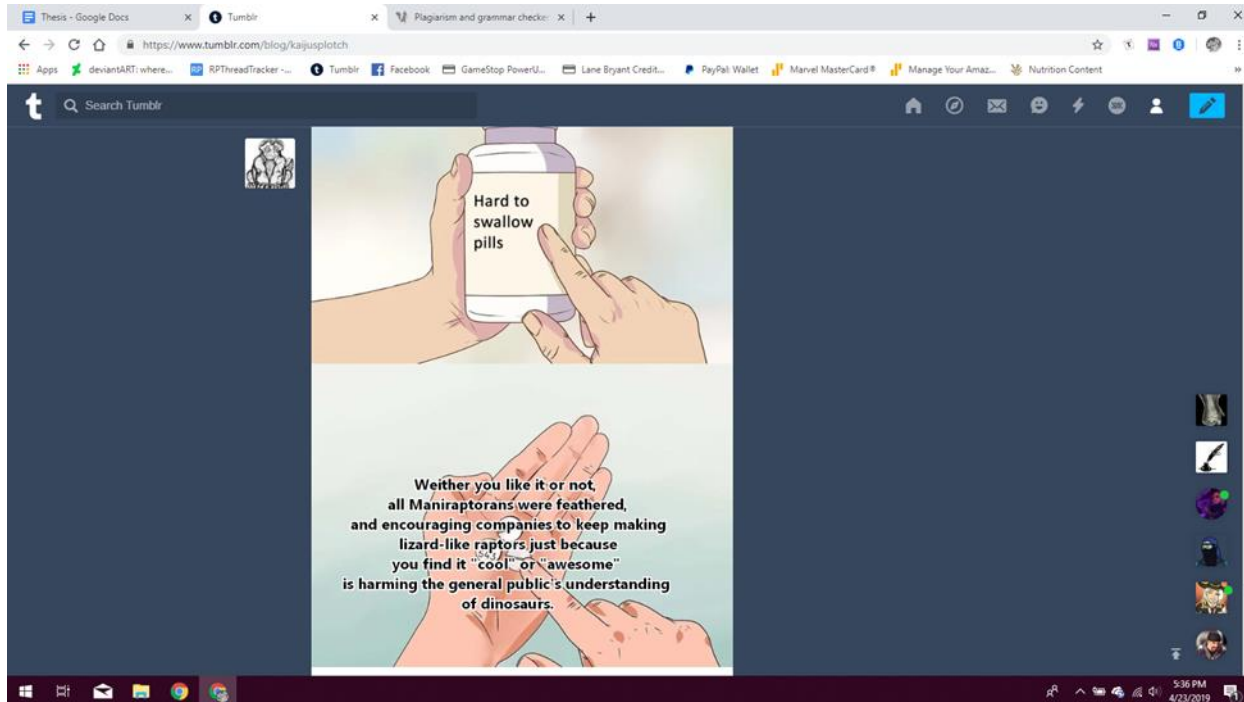 Thesis - Google Docs
Tumblr
Plagiarism and grammar checker
https://www.tumblr.com/blog/kaijusplotch
Apps
deviantART: where...
RPThreadTracker -...
Tumblr
Facebook
GameStop PowerU...
Lane Bryant Credit...
PayPal: Wallet
Marvel MasterCard®
Manage Your Amaz...
Nutrition Content
Search Tumblr
Hard to
swallow
pills
Weither you like it or not,
all Maniraptorans were feathered,
and encouraging companies to keep making
lizard-like raptors just because
you find it "cool" or "awesome"
is harming the general public's understanding
of dinosaurs.
5:36 PM
4/23/2019